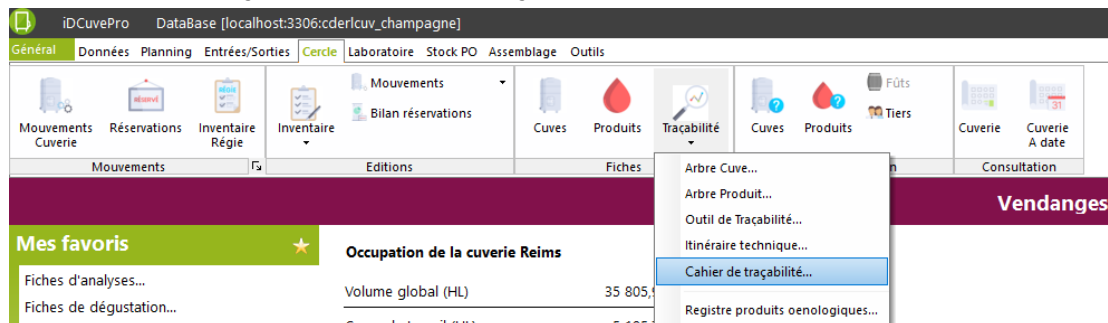 iDCuvePro DataBase [localhost:3306:cderlcuv_champagne]
Général Données Planning Entrées/Sorties Cercle Laboratoire Stock PO Assemblage Outils
Mouvements Cuverie
Réservations
Inventaire Régie
Mouvements
Inventaire
Mouvements
Bilan réservations
Editions
Cuves
Produits
Traçabilité
Fiches
Cuves
Produits
Fûts
Tiers
n
Cuverie
Cuverie A date
Consultation
Arbre Cuve...
Arbre Produit...
Outil de Traçabilité...
Itinéraire technique...
Cahier de traçabilité...
Registre produits oenologiques...
Vendanges
Mes favoris
Fiches d'analyses...
Fiches de dégustation...
Occupation de la cuverie Reims
Volume global (HL) 35 805,